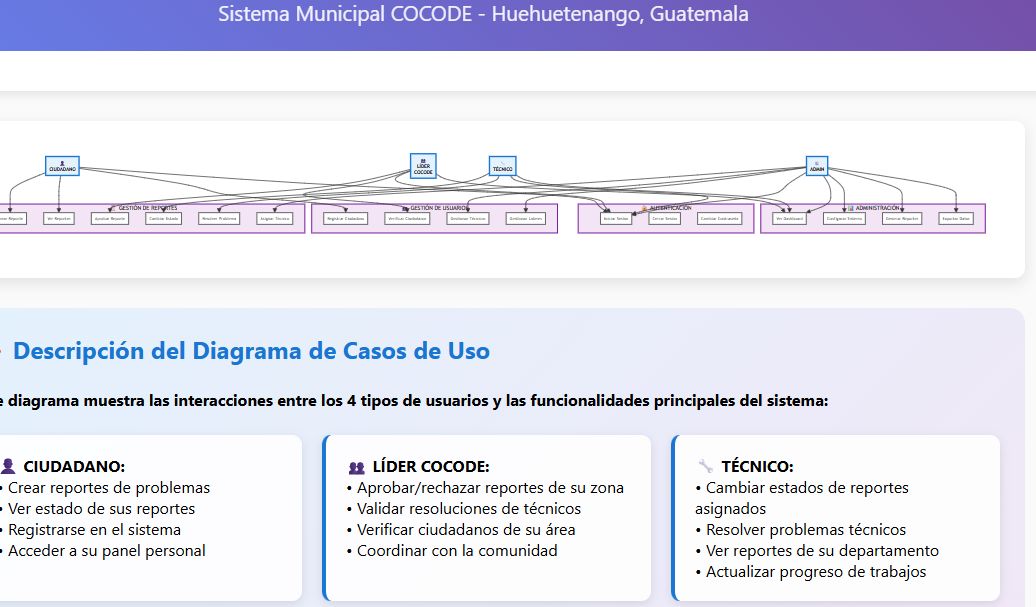 Sistema Municipal COCODE - Huehuetenango, Guatemala
CIUDADANO
LÍDER
COCODE
TÉCNICO
ADMIN
GESTIÓN DE REPORTES
GESTIÓN DE USUARIOS
AUTENTICACIÓN
ADMINISTRACIÓN
Reporte
Ver Reportes
Aprobar Reporte
Cambiar Estado
Resolver Problema
Asignar Técnico
Registrar Ciudadano
Verificar Ciudadano
Gestionar Técnico
Gestionar Líderes
Iniciar Sesión
Cerrar Sesión
Cambiar Contraseña
Ver Dashboard
Configurar Sistema
Generar Reportes
Exportar Datos
Descripción del Diagrama de Casos de Uso
diagrama muestra las interacciones entre los 4 tipos de usuarios y las funcionalidades principales del sistema:
CIUDADANO:
• Crear reportes de problemas
• Ver estado de sus reportes
• Registrarse en el sistema
• Acceder a su panel personal
LÍDER COCODE:
• Aprobar/rechazar reportes de su zona
• Validar resoluciones de técnicos
• Verificar ciudadanos de su área
• Coordinar con la comunidad
TÉCNICO:
• Cambiar estados de reportes
asignados
• Resolver problemas técnicos
• Ver reportes de su departamento
• Actualizar progreso de trabajos